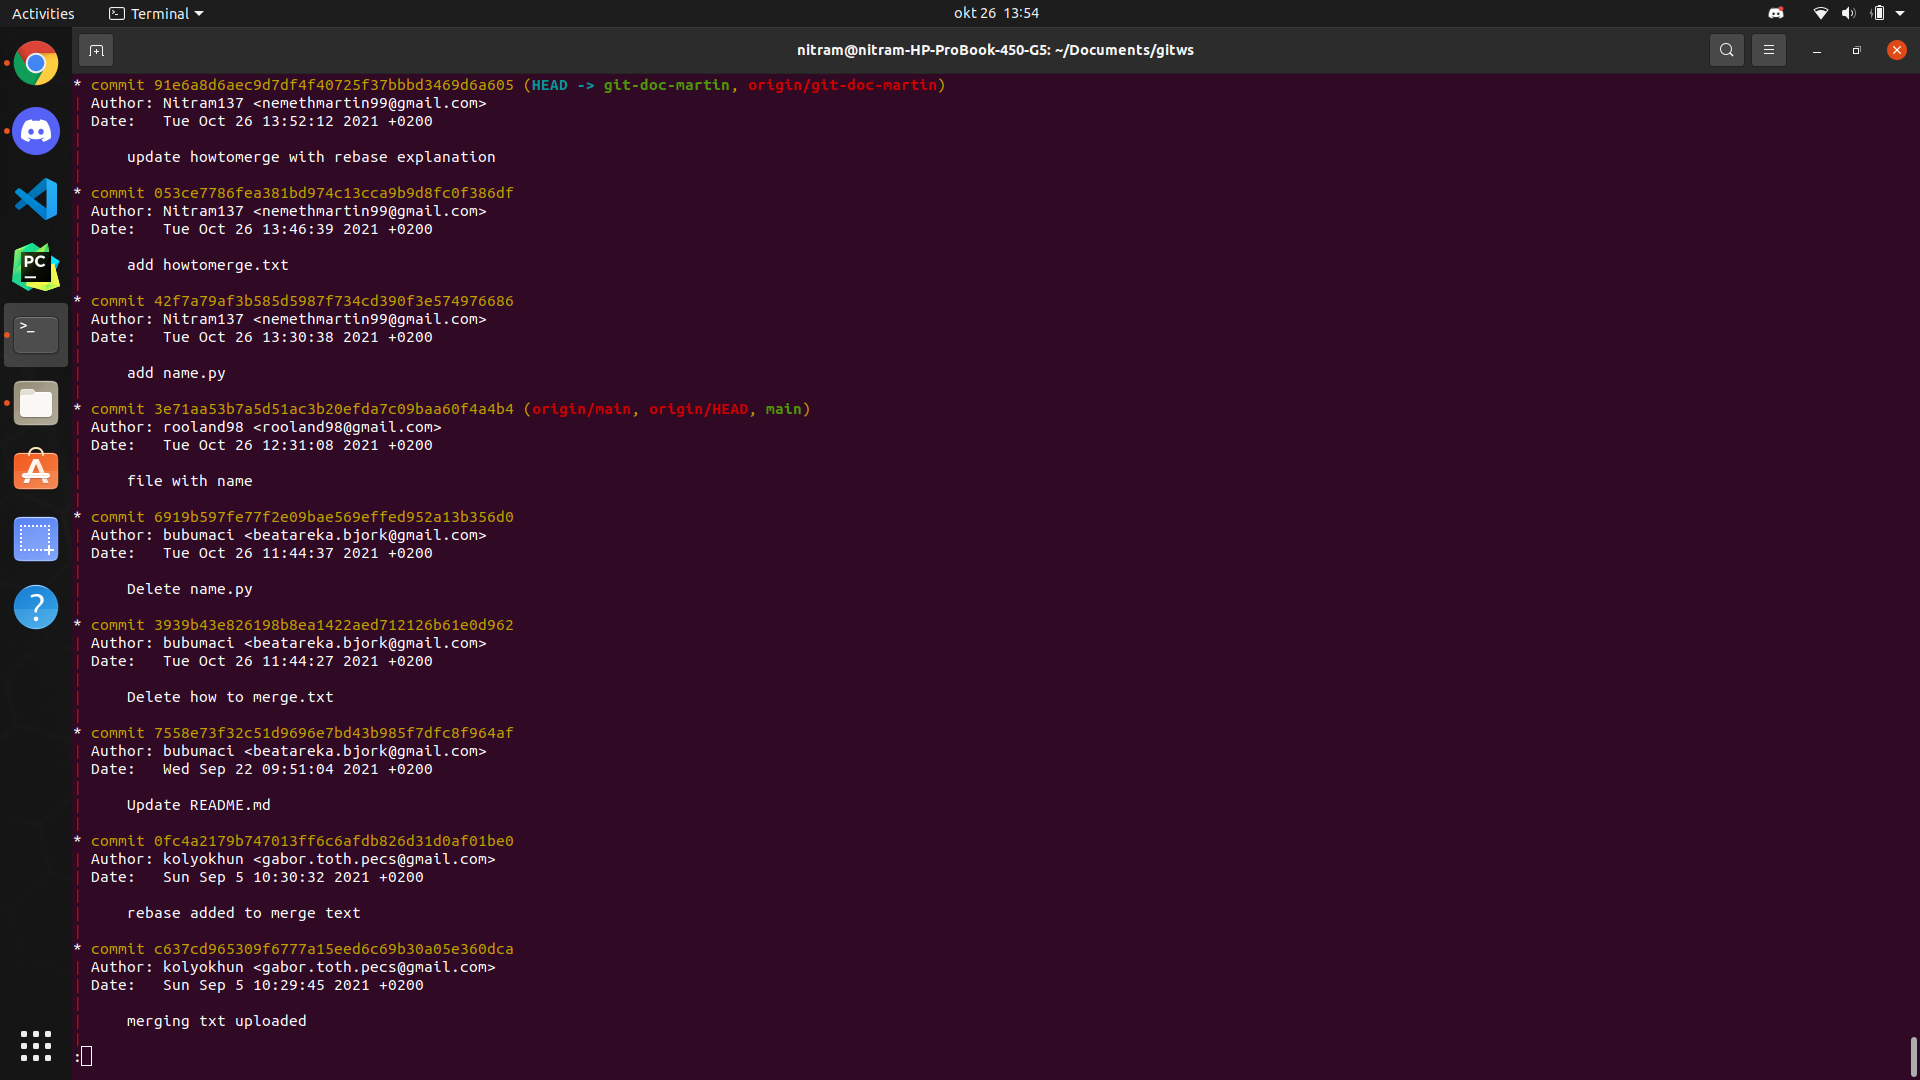 Activities
Terminal
okt 26 13:54
nitram@nitram-HP-ProBook-450-G5: ~/Documents/gitws
* commit 91e6a8d6aec9d7df4f40725f37bbbd3469d6a605 (HEAD -> git-doc-martin, origin/git-doc-martin)
| Author: Nitram137 <nemethmartin99@gmail.com>
| Date:   Tue Oct 26 13:52:12 2021 +0200
|
|     update howtomerge with rebase explanation
|
* commit 053ce7786fea381bd974c13cca9b9d8fc0f386df
| Author: Nitram137 <nemethmartin99@gmail.com>
| Date:   Tue Oct 26 13:46:39 2021 +0200
|
|     add howtomerge.txt
|
* commit 42f7a79af3b585d5987f734cd390f3e574976686
| Author: Nitram137 <nemethmartin99@gmail.com>
| Date:   Tue Oct 26 13:30:38 2021 +0200
|
|     add name.py
|
* commit 3e71aa53b7a5d51ac3b20efda7c09baa60f4a4b4 (origin/main, origin/HEAD, main)
| Author: rooland98 <rooland98@gmail.com>
| Date:   Tue Oct 26 12:31:08 2021 +0200
|
|     file with name
|
* commit 6919b597fe77f2e09bae569effed952a13b356d0
| Author: bubumaci <beatareka.bjork@gmail.com>
| Date:   Tue Oct 26 11:44:37 2021 +0200
|
|     Delete name.py
|
* commit 3939b43e826198b8ea1422aed712126b61e0d962
| Author: bubumaci <beatareka.bjork@gmail.com>
| Date:   Tue Oct 26 11:44:27 2021 +0200
|
|     Delete how to merge.txt
|
* commit 7558e73f32c51d9696e7bd43b985f7dfc8f964af
| Author: bubumaci <beatareka.bjork@gmail.com>
| Date:   Wed Sep 22 09:51:04 2021 +0200
|
|     Update README.md
|
* commit 0fc4a2179b747013ff6c6afdb826d31d0af01be0
| Author: kolyokhun <gabor.toth.pecs@gmail.com>
| Date:   Sun Sep 5 10:30:32 2021 +0200
|
|     rebase added to merge text
|
* commit c637cd965309f6777a15eed6c69b30a05e360dca
| Author: kolyokhun <gabor.toth.pecs@gmail.com>
| Date:   Sun Sep 5 10:29:45 2021 +0200
|
|     merging txt uploaded
|
:
PC